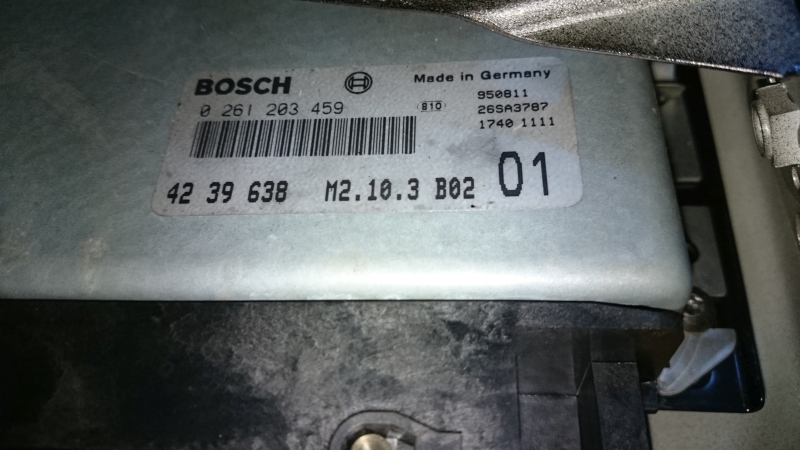 BOSCH Made in Germany
0 261 203 459 810 950811
26SA3787
1740 1111
42 39 638 M2.10.3 B02 01